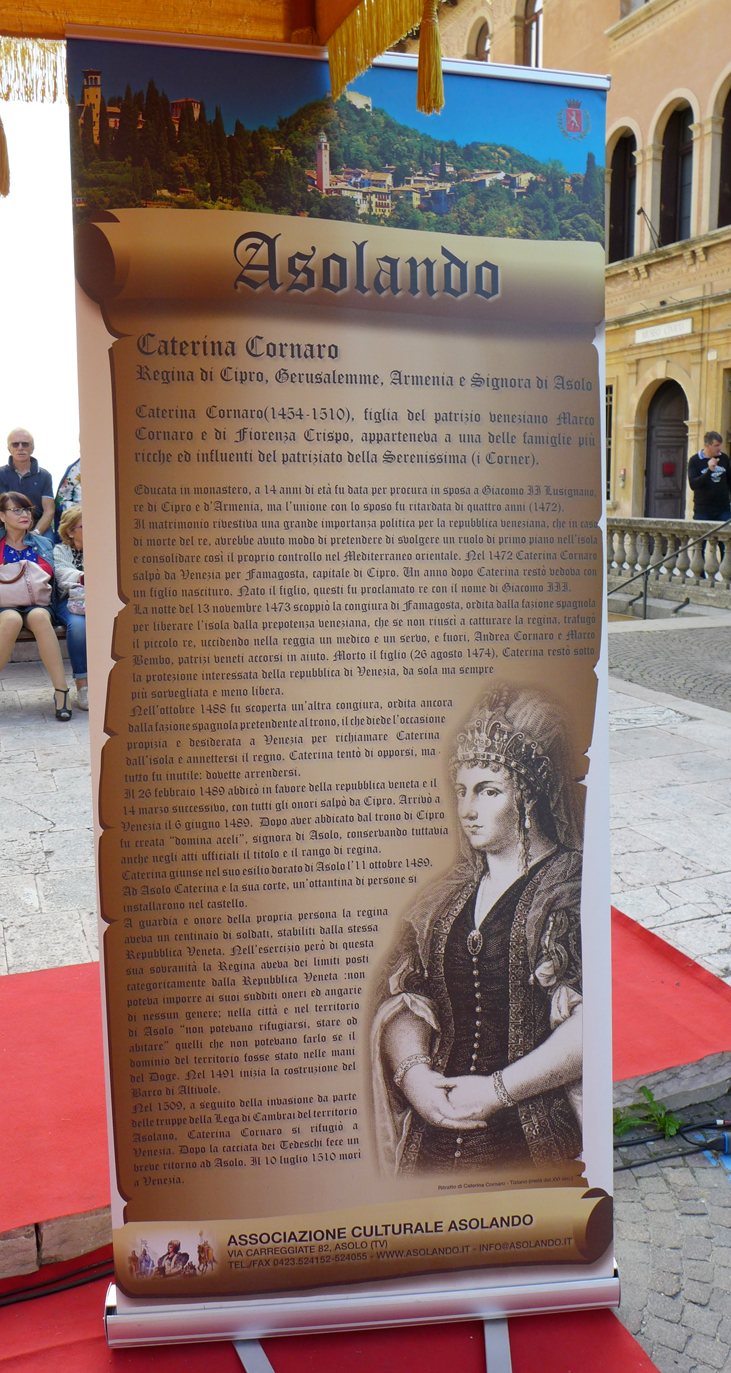 Asolando
Caterina Cornaro
Regina di Cipro, Gerusalemme, Armenia e Signora di Asolo
Caterina Cornaro(1454-1510), figlia del patrizio veneziano Marco
Cornaro e di Fiorenza Crispo, apparteneva a una delle famiglie più
ricche ed influenti del patriziato della Serenissima (i Corner).
Educata in monastero, a 14 anni di età fu data per procura in sposa a Giacomo II Lusignano,
re di Cipro e d'Armenia, ma l'unione con lo sposo fu ritardata di quattro anni (1472).
Il matrimonio rivestiva una grande importanza politica per la repubblica veneziana, che in caso
di morte del re, avrebbe avuto modo di pretendere di svolgere un ruolo di primo piano nell'isola
e consolidare così il proprio controllo nel Mediterraneo orientale. Nel 1472 Caterina Cornaro
salpò da Venezia per Famagosta, capitale di Cipro. Un anno dopo Caterina restò vedova con
un figlio nascituro. Nato il figlio, questi fu proclamato re con il nome di Giacomo III.
La notte del 13 novembre 1473 scoppiò la congiura di Famagosta, ordita dalla fazione spagnola
per liberare l'isola dalla prepotenza veneziana, che se non riuscì a catturare la regina, trafugò
il piccolo re, uccidendo nella reggia un medico e un servo, e fuori, Andrea Cornaro e Marco
Bembo, patrizi veneti accorsi in aiuto. Morto il figlio (26 agosto 1474), Caterina restò sotto
la protezione interessata della repubblica di Venezia, da sola ma sempre
più sorvegliata e meno libera.
Nell'ottobre 1488 fu scoperta un'altra congiura, ordita ancora
dalla fazione spagnola pretendente al trono, il che diede l'occasione
propizia e desiderata a Venezia per richiamare Caterina
dall'isola e annettersi il regno. Caterina tentò di opporsi, ma
tutto fu inutile: dovette arrendersi.
Il 26 febbraio 1489 abdicò in favore della repubblica veneta e il
14 marzo successivo, con tutti gli onori salpò da Cipro. Arrivò a
Venezia il 6 giugno 1489. Dopo aver abdicato dal trono di Cipro
fu creata "domina aceli", signora di Asolo, conservando tuttavia
anche negli atti ufficiali il titolo e il rango di regina.
Caterina giunse nel suo esilio dorato di Asolo l'11 ottobre 1489.
Ad Asolo Caterina e la sua corte, un'ottantina di persone si
installarono nel castello.
A guardia e onore della propria persona la regina
aveva un centinaio di soldati, stabiliti dalla stessa
Repubblica Veneta. Nell'esercizio però di questa
sua sovranità la Regina aveva dei limiti posti
categoricamente dalla Repubblica Veneta :non
poteva imporre ai suoi sudditi oneri ed angarie
di nessun genere; nella città e nel territorio
di Asolo "non potevano rifugiarsi, stare od
abitare" quelli che non potevano farlo se il
dominio del territorio fosse stato nelle mani
del Doge. Nel 1491 inizia la costruzione del
Barco di Altivole.
Nel 1509, a seguito della invasione da parte
delle truppe della Lega di Cambrai del territorio
Asolano, Caterina Cornaro si rifugiò a
Venezia. Dopo la cacciata dei Tedeschi fece un
breve ritorno ad Asolo. Il 10 luglio 1510 morì
a Venezia.
Ritratto di Caterina Cornaro - Tiziano
ASSOCIAZIONE CULTURALE ASOLANDO
VIA CARREGGIATE 82, ASOLO (TV)
TEL./FAX 0423.524152-524055 - WWW.ASOLANDO.IT - INFO@ASOLANDO.IT